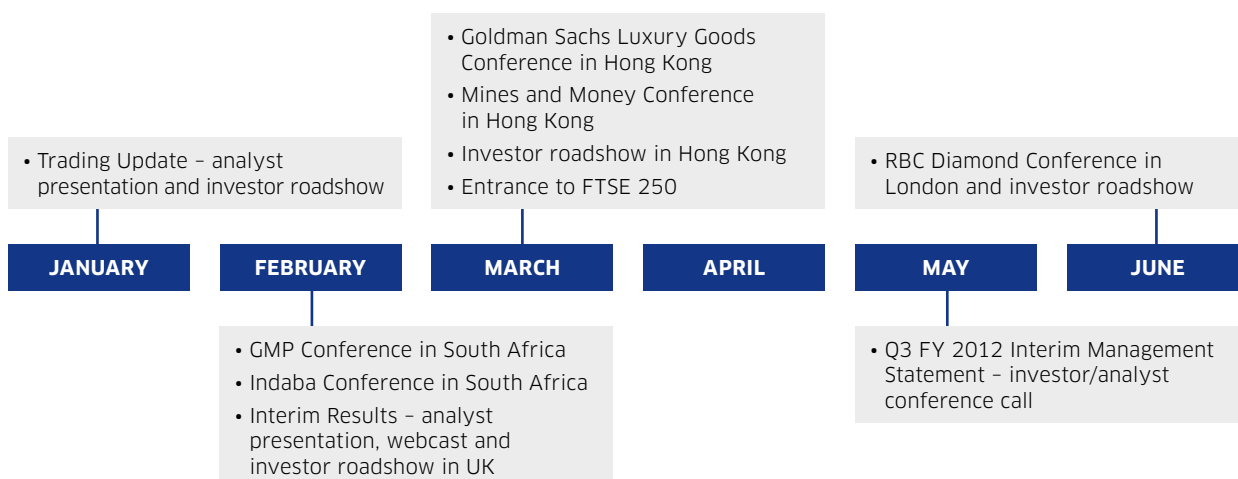 • Goldman Sachs Luxury Goods
Conference in Hong Kong
• Mines and Money Conference
in Hong Kong
• Investor roadshow in Hong Kong
• Entrance to FTSE 250
• Trading Update – analyst
presentation and investor roadshow
• RBC Diamond Conference in
London and investor roadshow
JANUARY
FEBRUARY
MARCH
APRIL
MAY
JUNE
• GMP Conference in South Africa
• Indaba Conference in South Africa
• Interim Results – analyst
presentation, webcast and
investor roadshow in UK
• Q3 FY 2012 Interim Management
Statement – investor/analyst
conference call